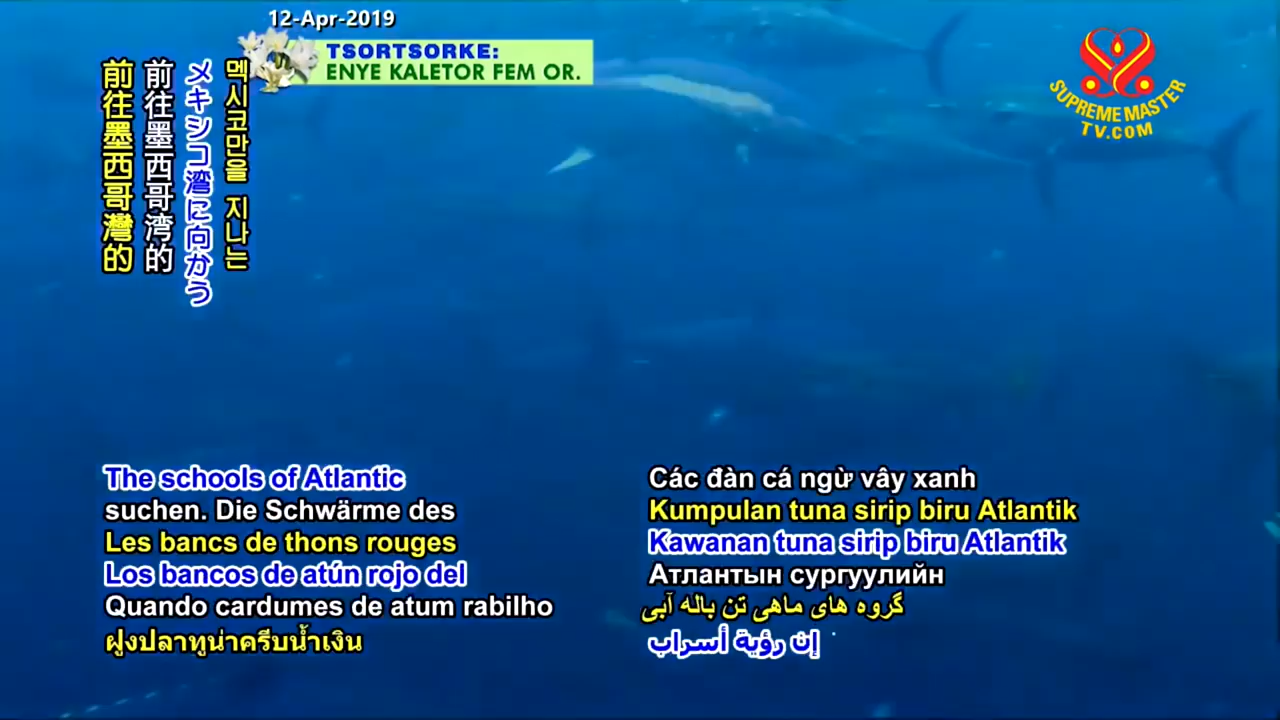 12-Apr-2019
TSORTSORKE:
ENYE KALETOR FEM OR.
SUPREME MASTER
TV.COM
前往墨西哥灣的
前往墨西哥湾的
メキシコ湾に向かう
멕시코만을 지나는
The schools of Atlantic
suchen. Die Schwärme des
Les bancs de thons rouges
Los bancos de atún rojo del
Quando cardumes de atum rabilho
ฝูงปลาทูน่าครีบน้ำเงิน
Các đàn cá ngừ vây xanh
Kumpulan tuna sirip biru Atlantik
Kawanan tuna sirip biru Atlantik
Атлантын сургуулийн
گروه های ماهی تن باله آبی
إن رؤية أسراب